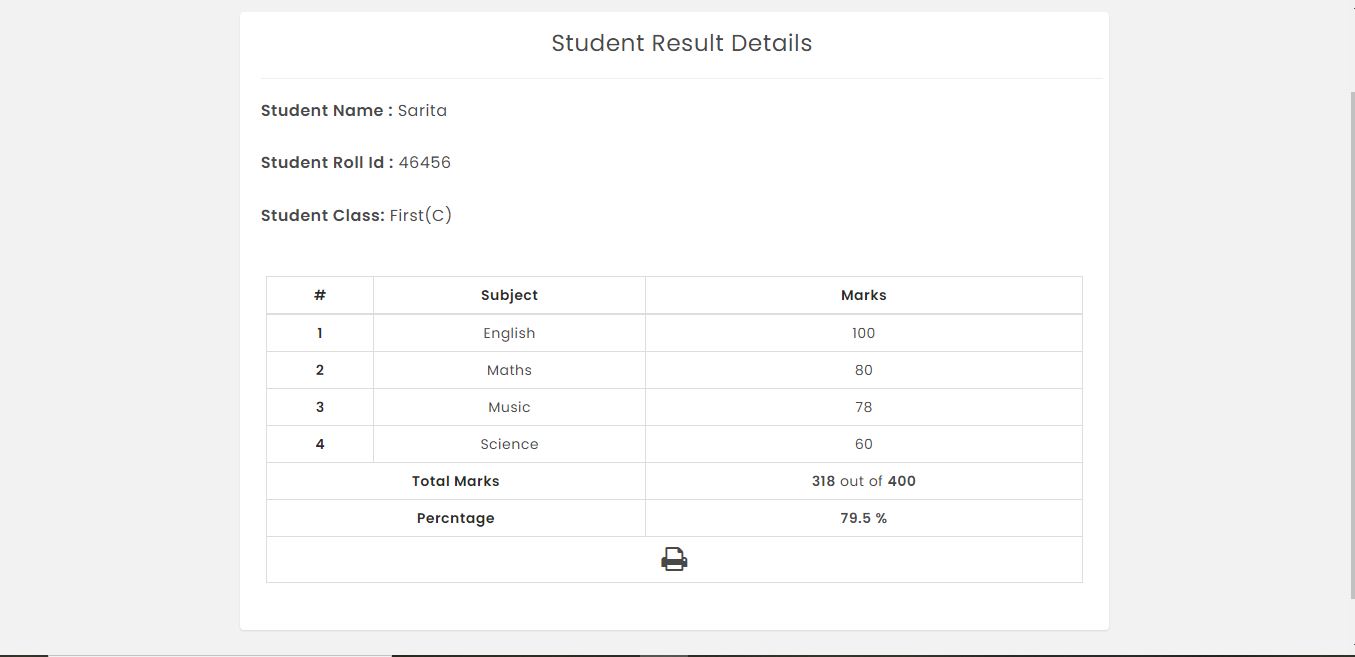 Student Result Details
Student Name : Sarita
Student Roll Id : 46456
Student Class: First(C)
# Subject Marks
1 English 100
2 Maths 80
3 Music 78
4 Science 60
Total Marks 318 out of 400
Percntage 79.5 %